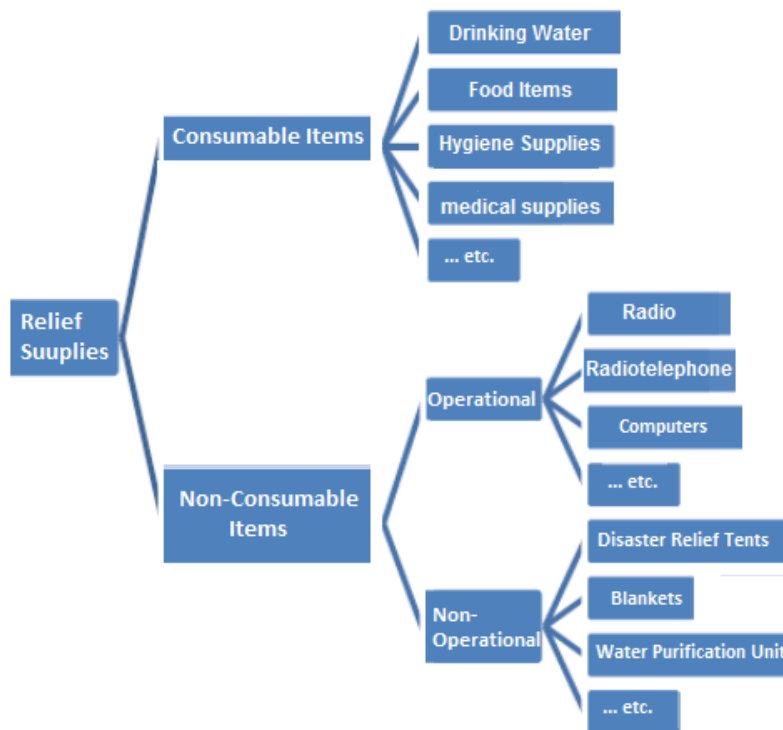 Drinking Water
Food Items
Consumable Items
Hygiene Supplies
medical supplies
... etc.
Relief
Suuplies
Radio
Radiotelephone
Operational
Computers
... etc.
Non-Consumable
Items
Disaster Relief Tents
Blankets
Non-
Operational
Water Purification Unit
... etc.